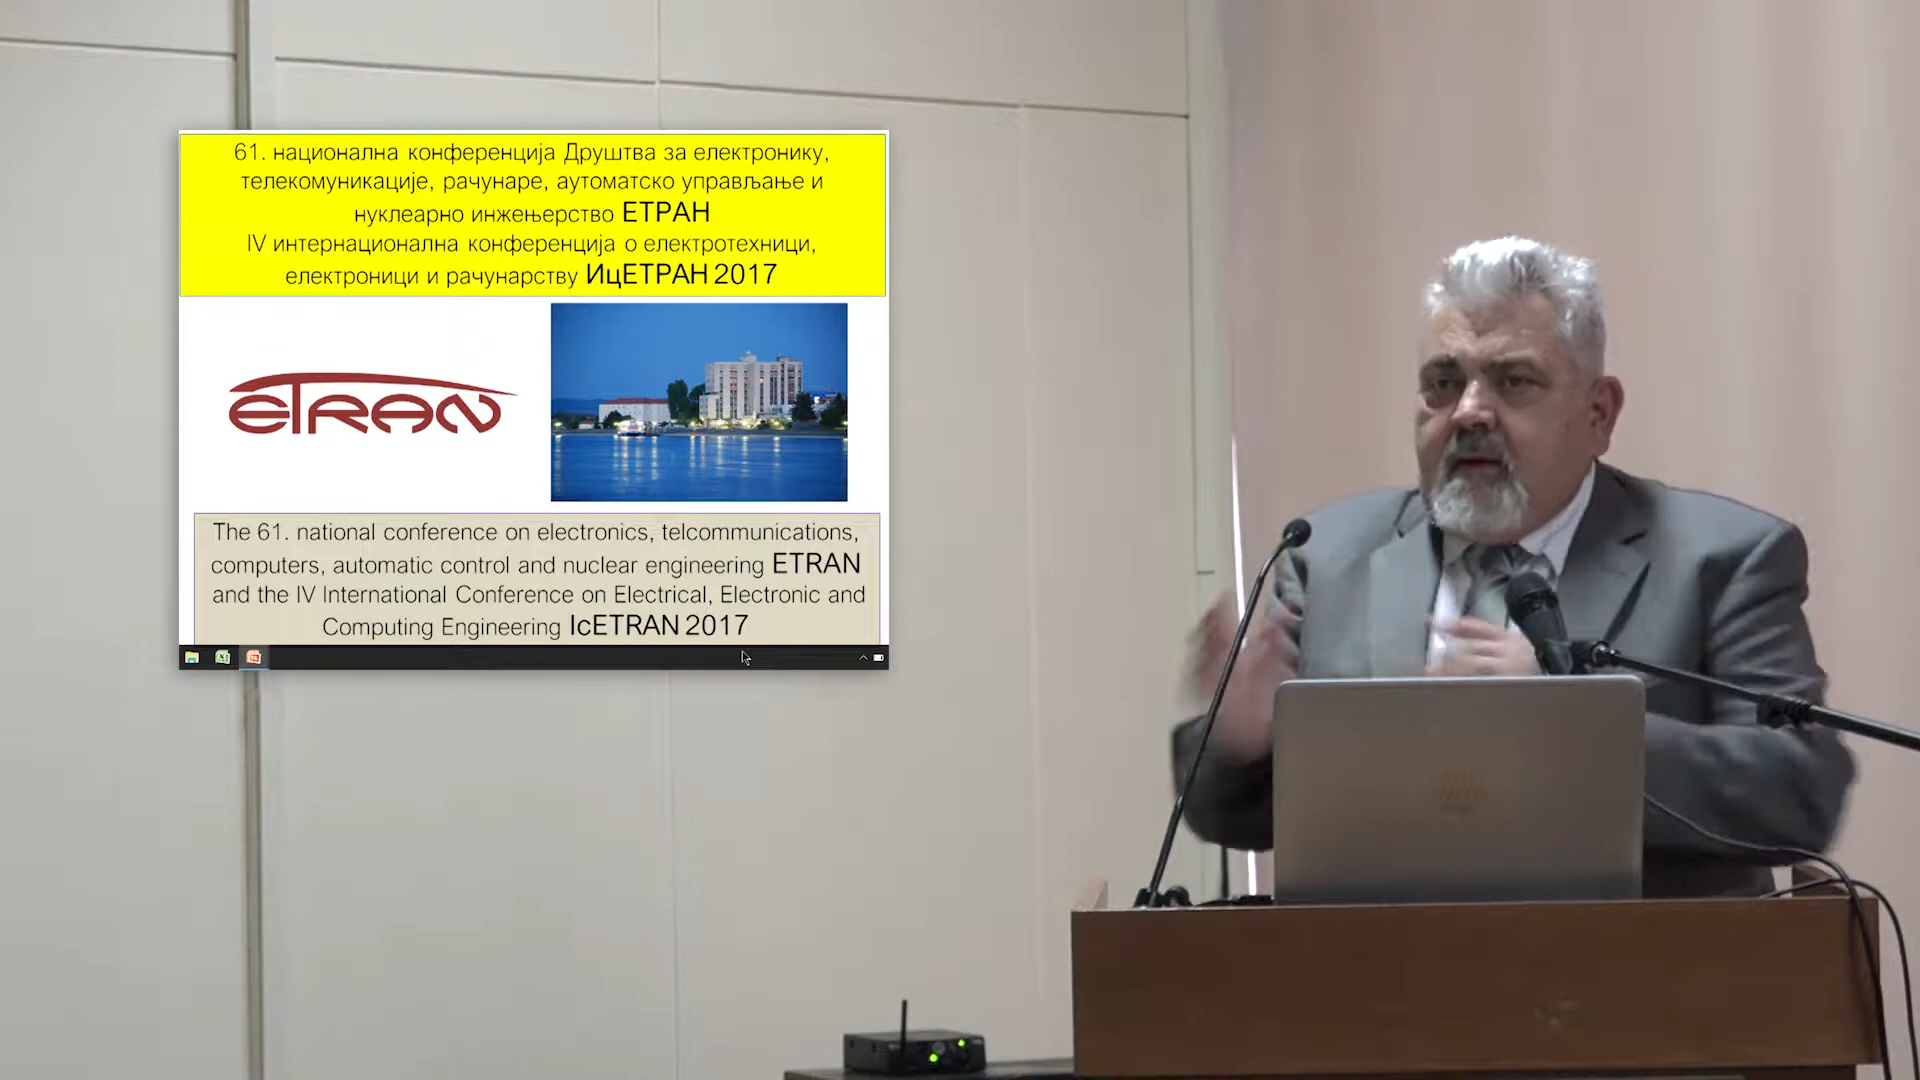 61. национална конференција Друштва за електронику,
телекомуникације, рачунаре, аутоматско управљање и
нуклеарно инжењерство ЕТРАН
IV интернационална конференција о електротехници,
електроници и рачунарству ИцЕТРАН 2017
eTRAN
The 61. national conference on electronics, telcommunications,
computers, automatic control and nuclear engineering ETRAN
and the IV International Conference on Electrical, Electronic and
Computing Engineering IcETRAN 2017